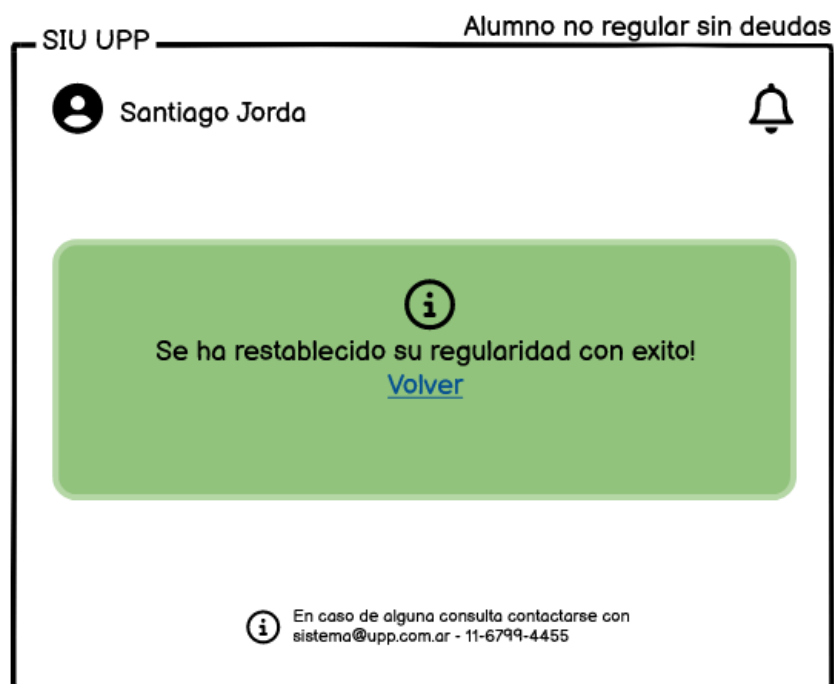 Alumno no regular sin deudas
SIU UPP
Santiago Jorda
Se ha restablecido su regularidad con exito!
Volver
En caso de alguna consulta contactarse con
sistema@upp.com.ar - 11-6799-4455